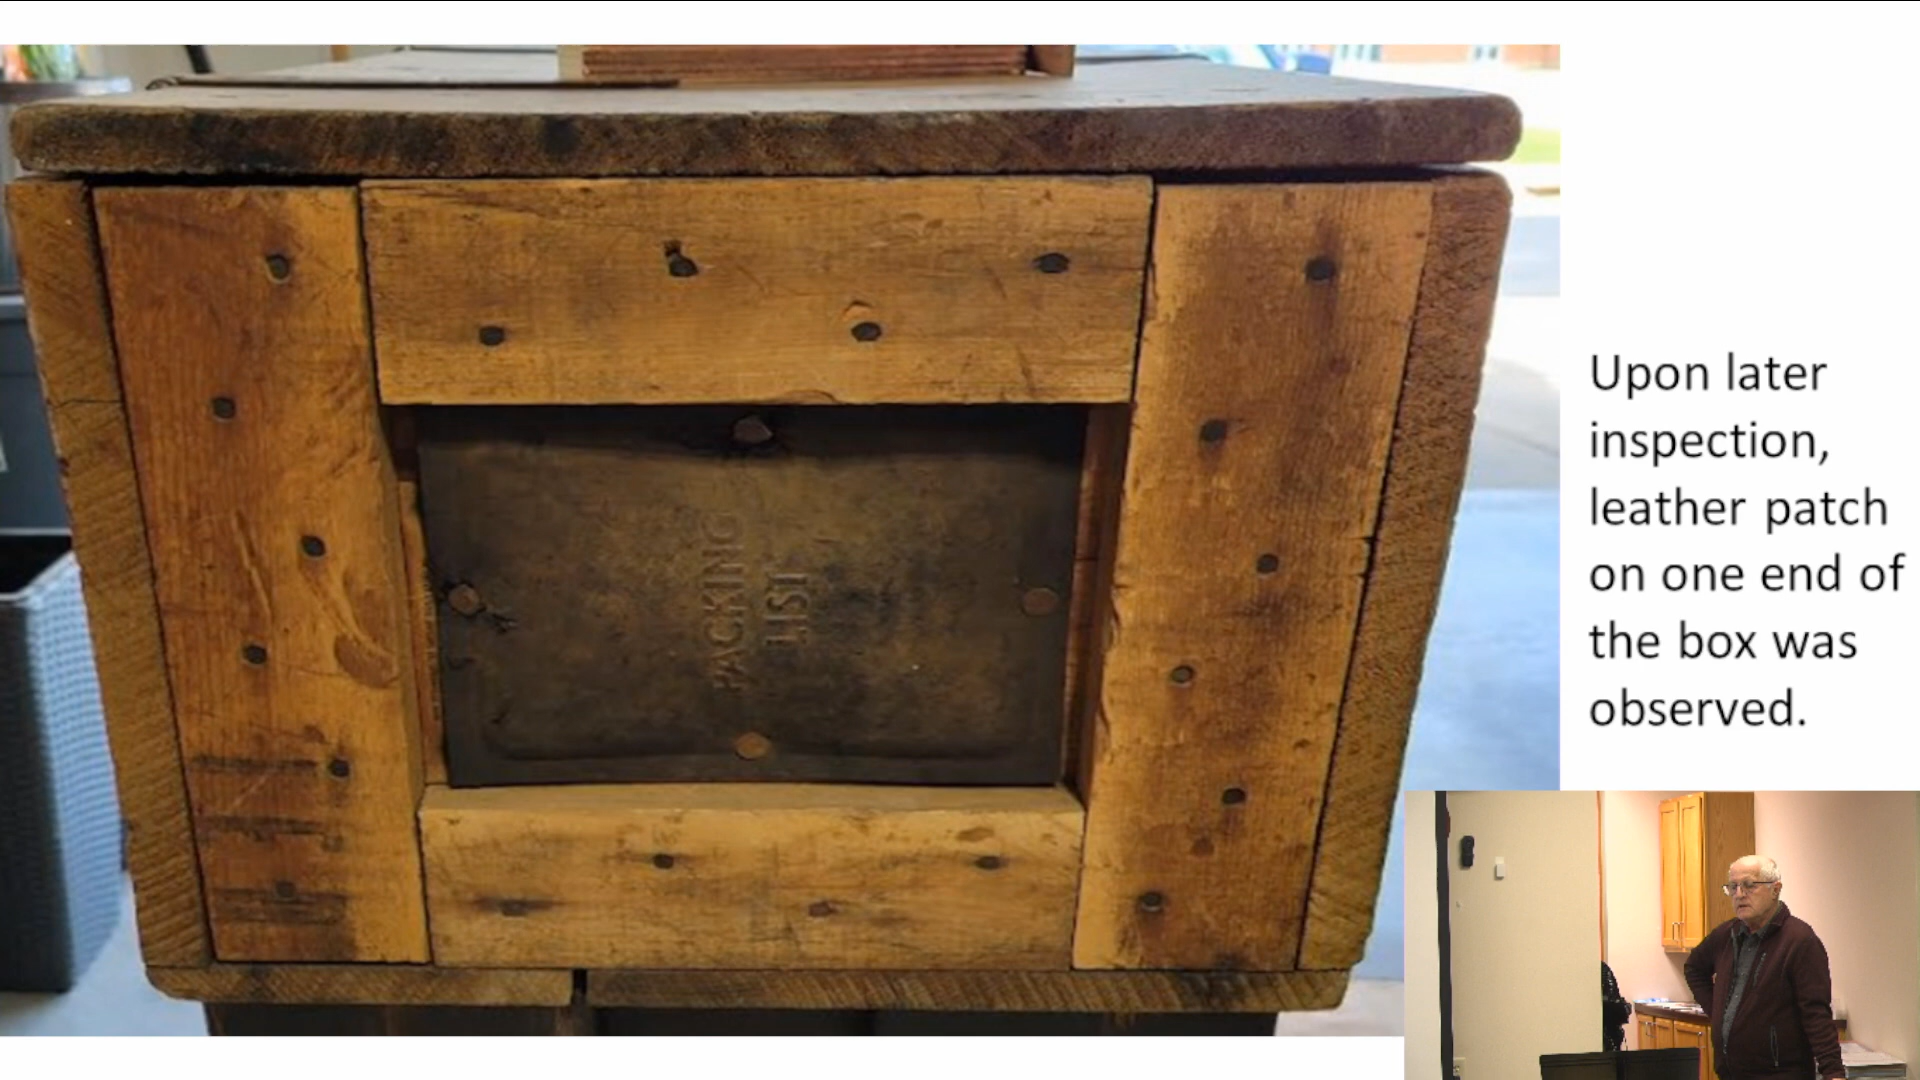 PACKING
LIST
Upon later
inspection,
leather patch
on one end of
the box was
observed.